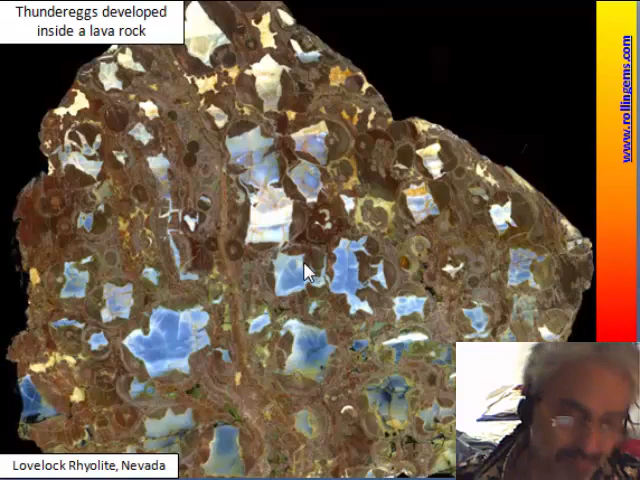 Thundereggs developed
inside a lava rock
www.rollingems.com
Lovelock Rhyolite, Nevada